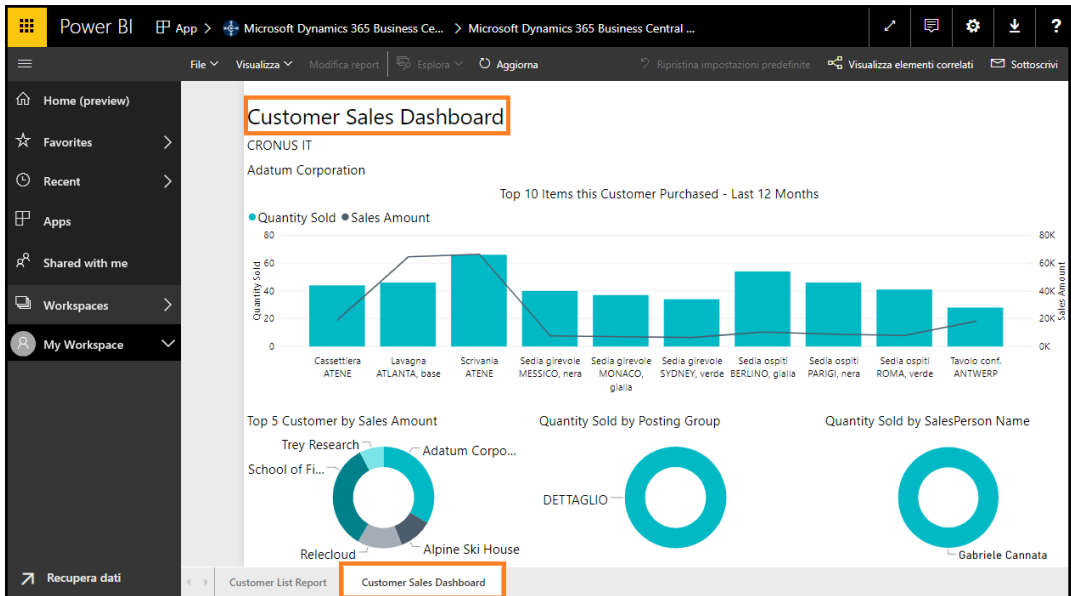 Power BI
App > Microsoft Dynamics 365 Business Ce... > Microsoft Dynamics 365 Business Central ...
?
File
Visualizza
Modifica report
Esplora
Aggiorna
Ripristina impostazioni predefinite
Visualizza elementi correlati
Sottoscrivi
Home (preview)
Favorites
Recent
Apps
Shared with me
Workspaces
My Workspace
Recupera dati
Customer Sales Dashboard
CRONUS IT
Adatum Corporation
Top 10 Items this Customer Purchased - Last 12 Months
Quantity Sold Sales Amount
Quantity Sold
80
60
40
20
0
80K
60K
40K
20K
0K
Sales Amount
Cassettiera
ATENE
Lavagna
ATLANTA, base
Scrivania
ATENE
Sedia girevole
MESSICO, nera
Sedia girevole
MONACO,
gialla
Sedia girevole
SYDNEY, verde
Sedia ospiti
BERLINO, gialla
Sedia ospiti
PARIGI, nera
Sedia ospiti
ROMA, verde
Tavolo conf.
ANTWERP
Top 5 Customer by Sales Amount
Trey Research
Adatum Corpo...
School of Fi...
Relecloud
Alpine Ski House
Quantity Sold by Posting Group
DETTAGLIO
Quantity Sold by SalesPerson Name
Gabriele Cannata
Customer List Report
Customer Sales Dashboard